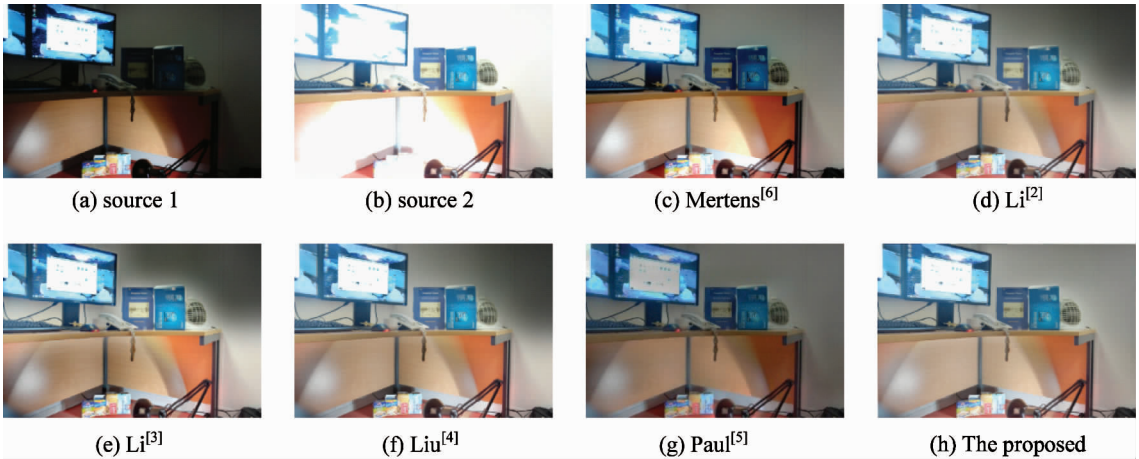 (a) source 1
(b) source 2
(c) Mertens[6]
(d) Li[2]
(e) Li[3]
(f) Liu[4]
(g) Paul[5]
(h) The proposed